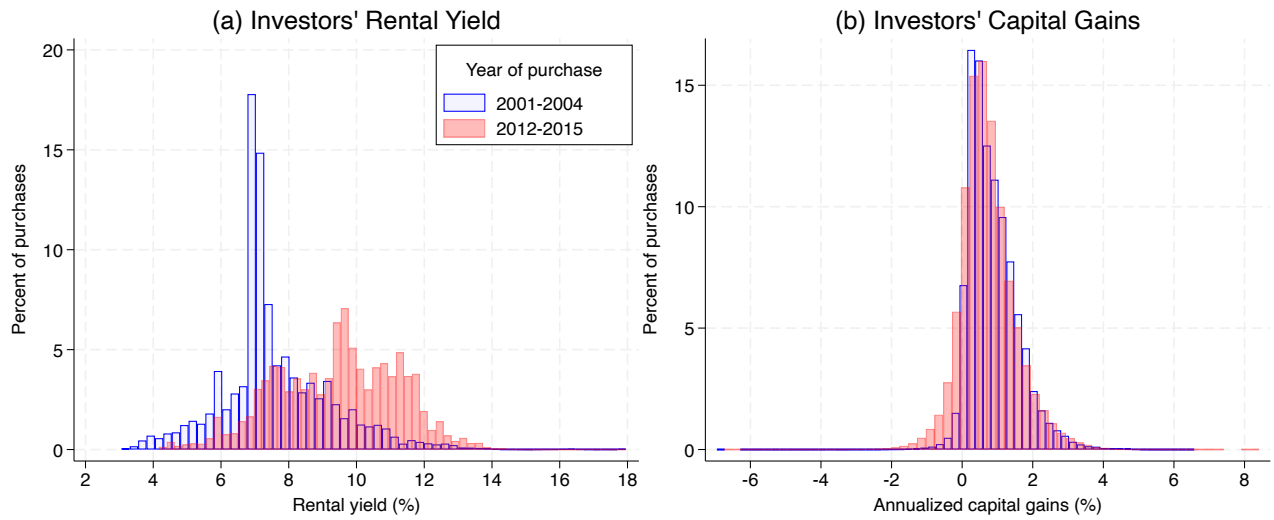 (a) Investors' Rental Yield
20
15
10
5
0
Percent of purchases
2 4 6 8 10 12 14 16 18
Rental yield (%)
Year of purchase
2001-2004
2012-2015
(b) Investors' Capital Gains
15
10
5
0
Percent of purchases
-6 -4 -2 0 2 4 6 8
Annualized capital gains (%)